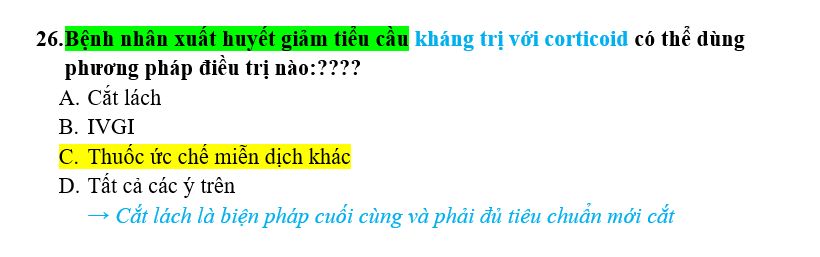 26.Bệnh nhân xuất huyết giảm tiểu cầu kháng trị với corticoid có thể dùng
phương pháp điều trị nào:????
A. Cắt lách
B. IVGI
C. Thuốc ức chế miễn dịch khác
D. Tất cả các ý trên
→ Cắt lách là biện pháp cuối cùng và phải đủ tiêu chuẩn mới cắt